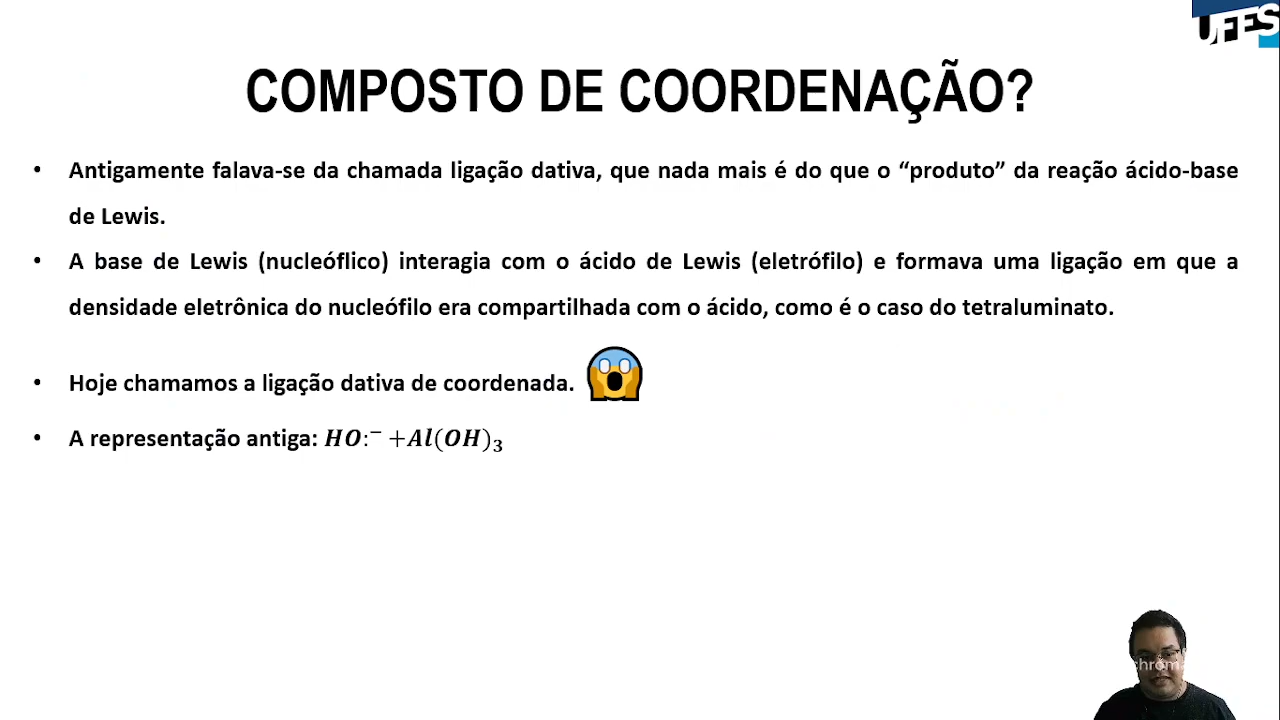 UFES
COMPOSTO DE COORDENAÇÃO?
• Antigamente falava-se da chamada ligação dativa, que nada mais é do que o “produto” da reação ácido-base
de Lewis.
• A base de Lewis (nucleóflico) interagia com o ácido de Lewis (eletrófilo) e formava uma ligação em que a
densidade eletrônica do nucleófilo era compartilhada com o ácido, como é o caso do tetraluminato.
• Hoje chamamos a ligação dativa de coordenada.
• A representação antiga: HO:⁻ +Al(OH)₃